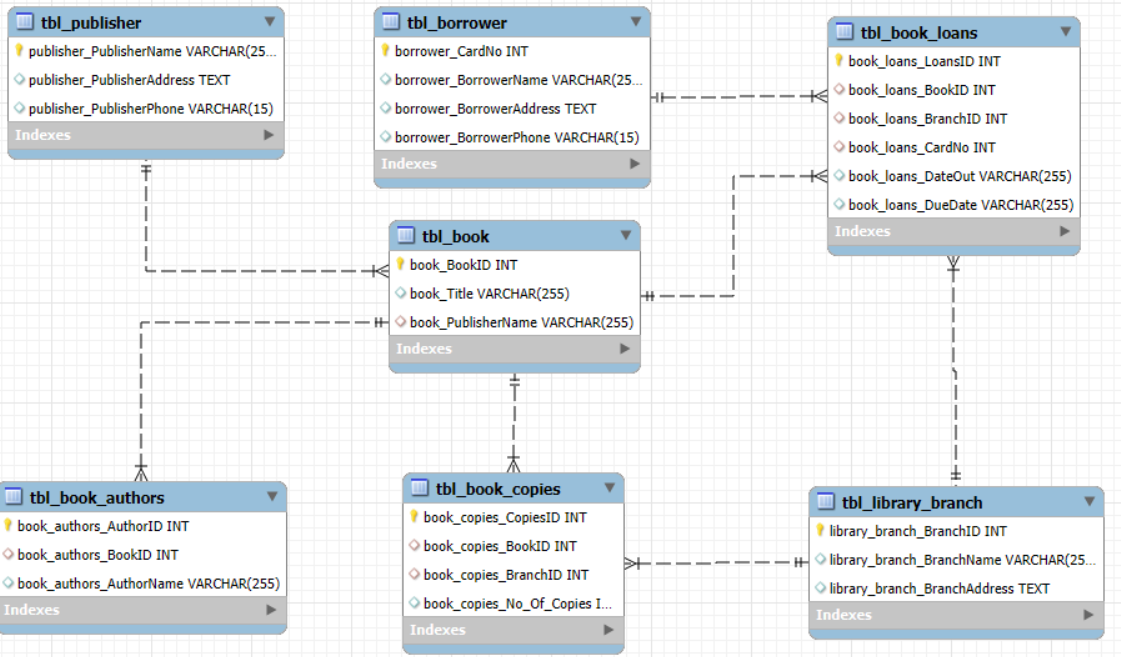 tbl_publisher
publisher_PublisherName VARCHAR(25...
publisher_PublisherAddress TEXT
publisher_PublisherPhone VARCHAR(15)
Indexes
tbl_borrower
borrower_CardNo INT
borrower_BorrowerName VARCHAR(25...
borrower_BorrowerAddress TEXT
borrower_BorrowerPhone VARCHAR(15)
Indexes
tbl_book_loans
book_loans_LoansID INT
book_loans_BookID INT
book_loans_BranchID INT
book_loans_CardNo INT
book_loans_DateOut VARCHAR(255)
book_loans_DueDate VARCHAR(255)
Indexes
tbl_book
book_BookID INT
book_Title VARCHAR(255)
book_PublisherName VARCHAR(255)
Indexes
tbl_book_authors
book_authors_AuthorID INT
book_authors_BookID INT
book_authors_AuthorName VARCHAR(255)
Indexes
tbl_book_copies
book_copies_CopiesID INT
book_copies_BookID INT
book_copies_BranchID INT
book_copies_No_Of_Copies I...
Indexes
tbl_library_branch
library_branch_BranchID INT
library_branch_BranchName VARCHAR(25...
library_branch_BranchAddress TEXT
Indexes